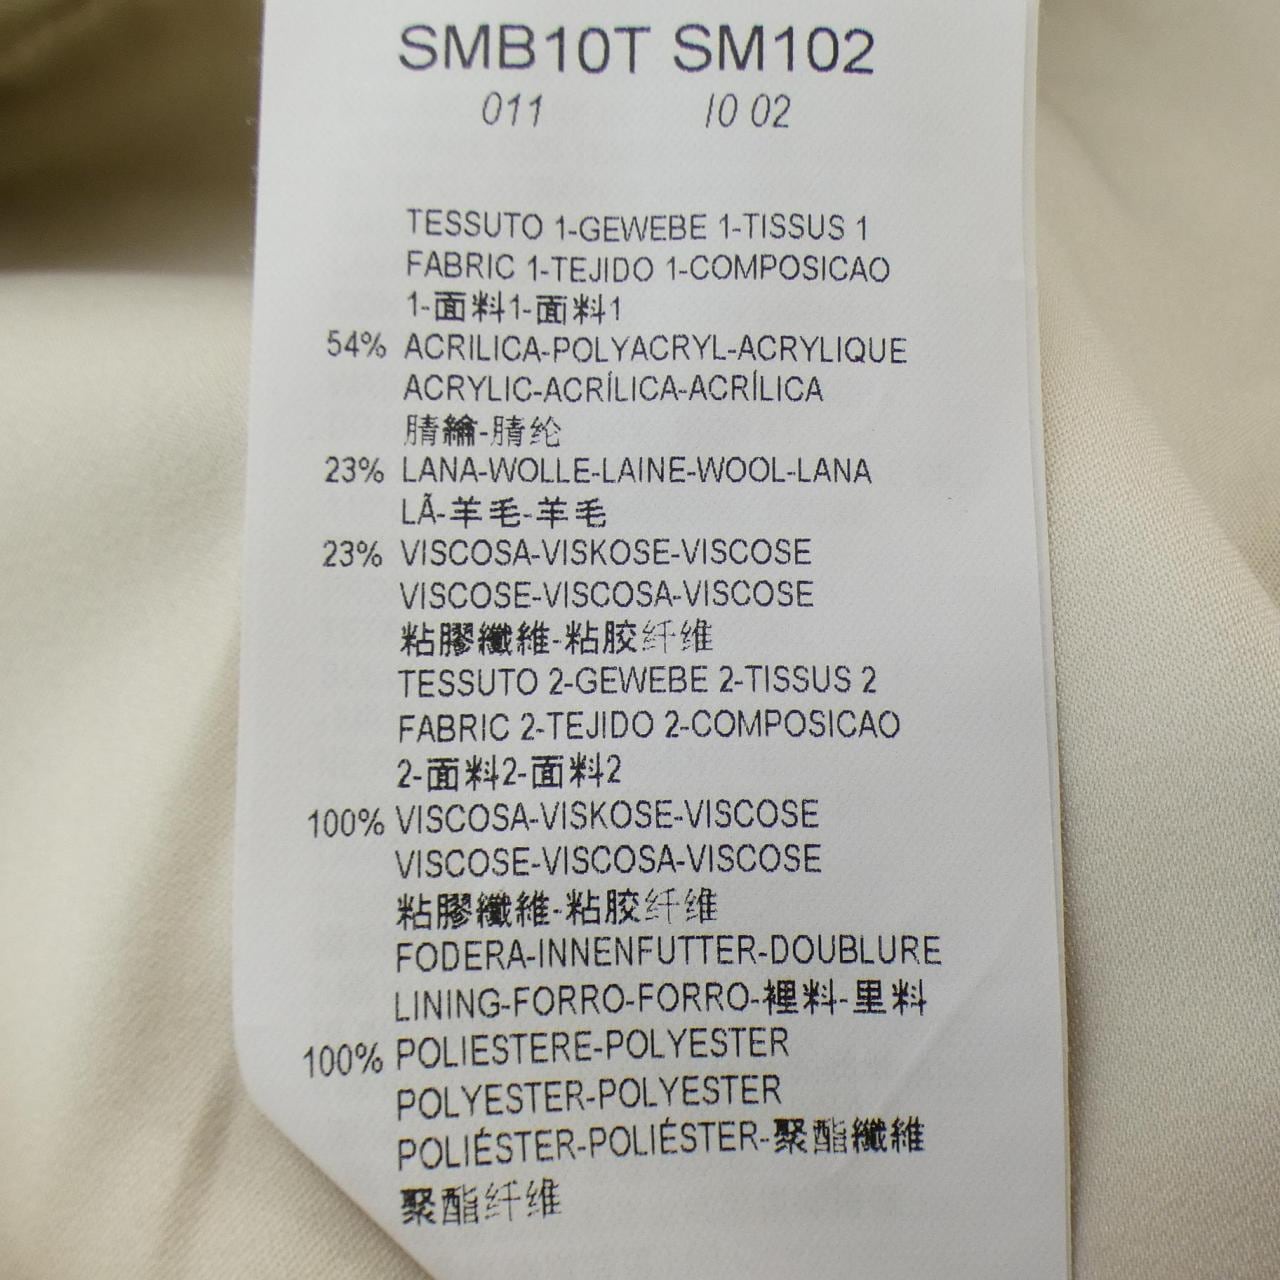 SMB10T SM102
011 I0 02
TESSUTO 1-GEWEBE 1-TISSUS 1
FABRIC 1-TEJIDO 1-COMPOSICAO
1-面料1-面料1
54% ACRILICA-POLYACRYL-ACRYLIQUE
ACRYLIC-ACRÍLICA-ACRÍLICA
腈綸-腈纶
23% LANA-WOLLE-LAINE-WOOL-LANA
LÃ-羊毛-羊毛
23% VISCOSA-VISKOSE-VISCOSE
VISCOSE-VISCOSA-VISCOSE
粘膠纖維-粘胶纤维
TESSUTO 2-GEWEBE 2-TISSUS 2
FABRIC 2-TEJIDO 2-COMPOSICAO
2-面料2-面料2
100% VISCOSA-VISKOSE-VISCOSE
VISCOSE-VISCOSA-VISCOSE
粘膠纖維-粘胶纤维
FODERA-INNENFUTTER-DOUBLURE
LINING-FORRO-FORRO-裡料-里料
100% POLIESTERE-POLYESTER
POLYESTER-POLYESTER
POLIÉSTER-POLIÉSTER-聚酯纖維
聚酯纤维